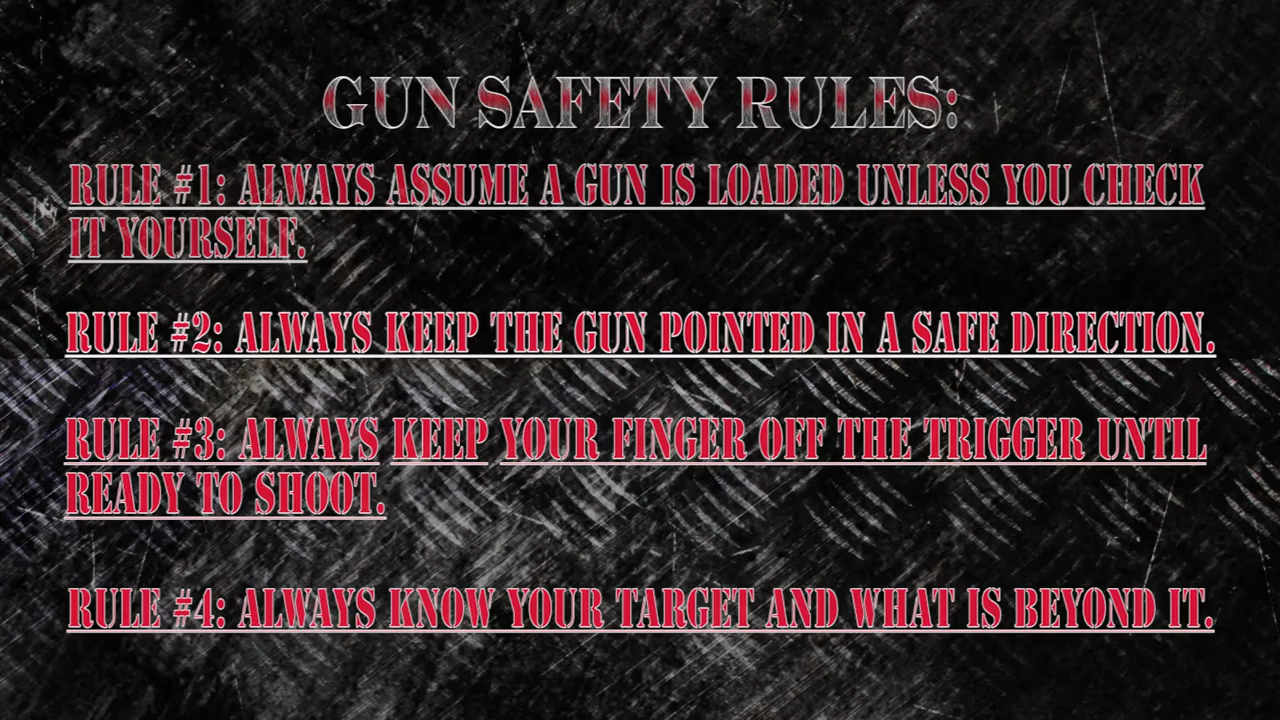 GUN SAFETY RULES:
RULE #1: ALWAYS ASSUME A GUN IS LOADED UNLESS YOU CHECK
IT YOURSELF.
RULE #2: ALWAYS KEEP THE GUN POINTED IN A SAFE DIRECTION.
RULE #3: ALWAYS KEEP YOUR FINGER OFF THE TRIGGER UNTIL
READY TO SHOOT.
RULE #4: ALWAYS KNOW YOUR TARGET AND WHAT IS BEYOND IT.